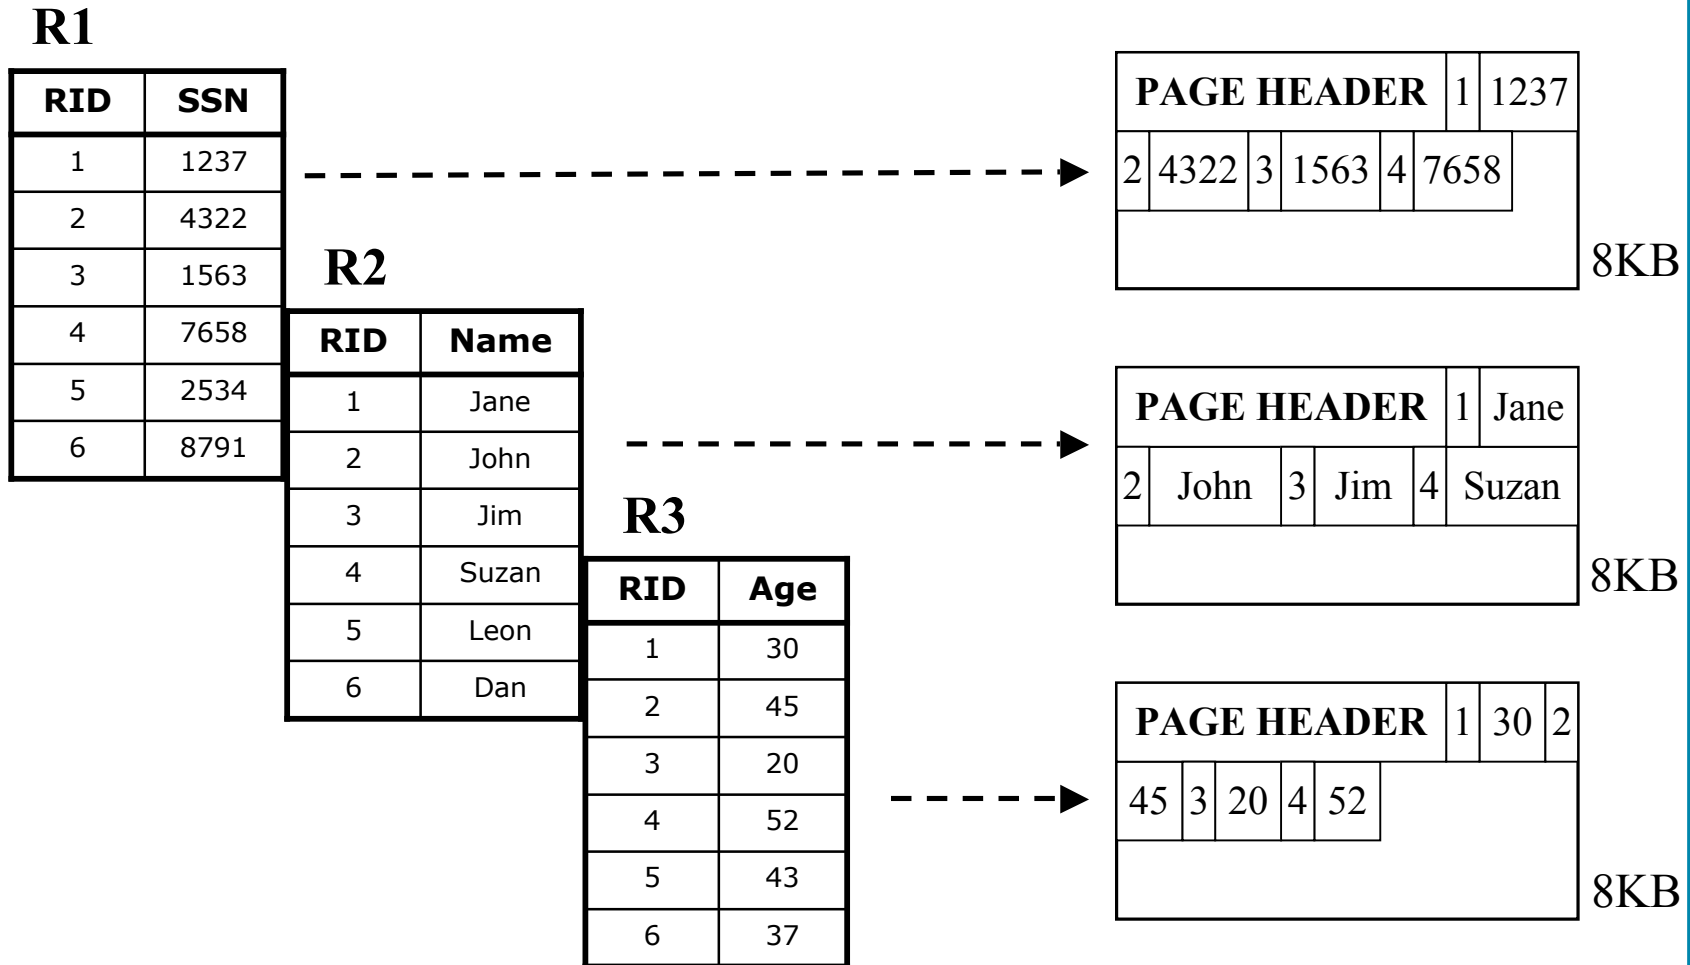 R1
RID SSN
1 1237
2 4322
3 1563
4 7658
5 2534
6 8791
R2
RID Name
1 Jane
2 John
3 Jim
4 Suzan
5 Leon
6 Dan
R3
RID Age
1 30
2 45
3 20
4 52
5 43
6 37
PAGE HEADER 1 1237
2 4322 3 1563 4 7658
8KB
PAGE HEADER 1 Jane
2 John 3 Jim 4 Suzan
8KB
PAGE HEADER 1 30 2
45 3 20 4 52
8KB